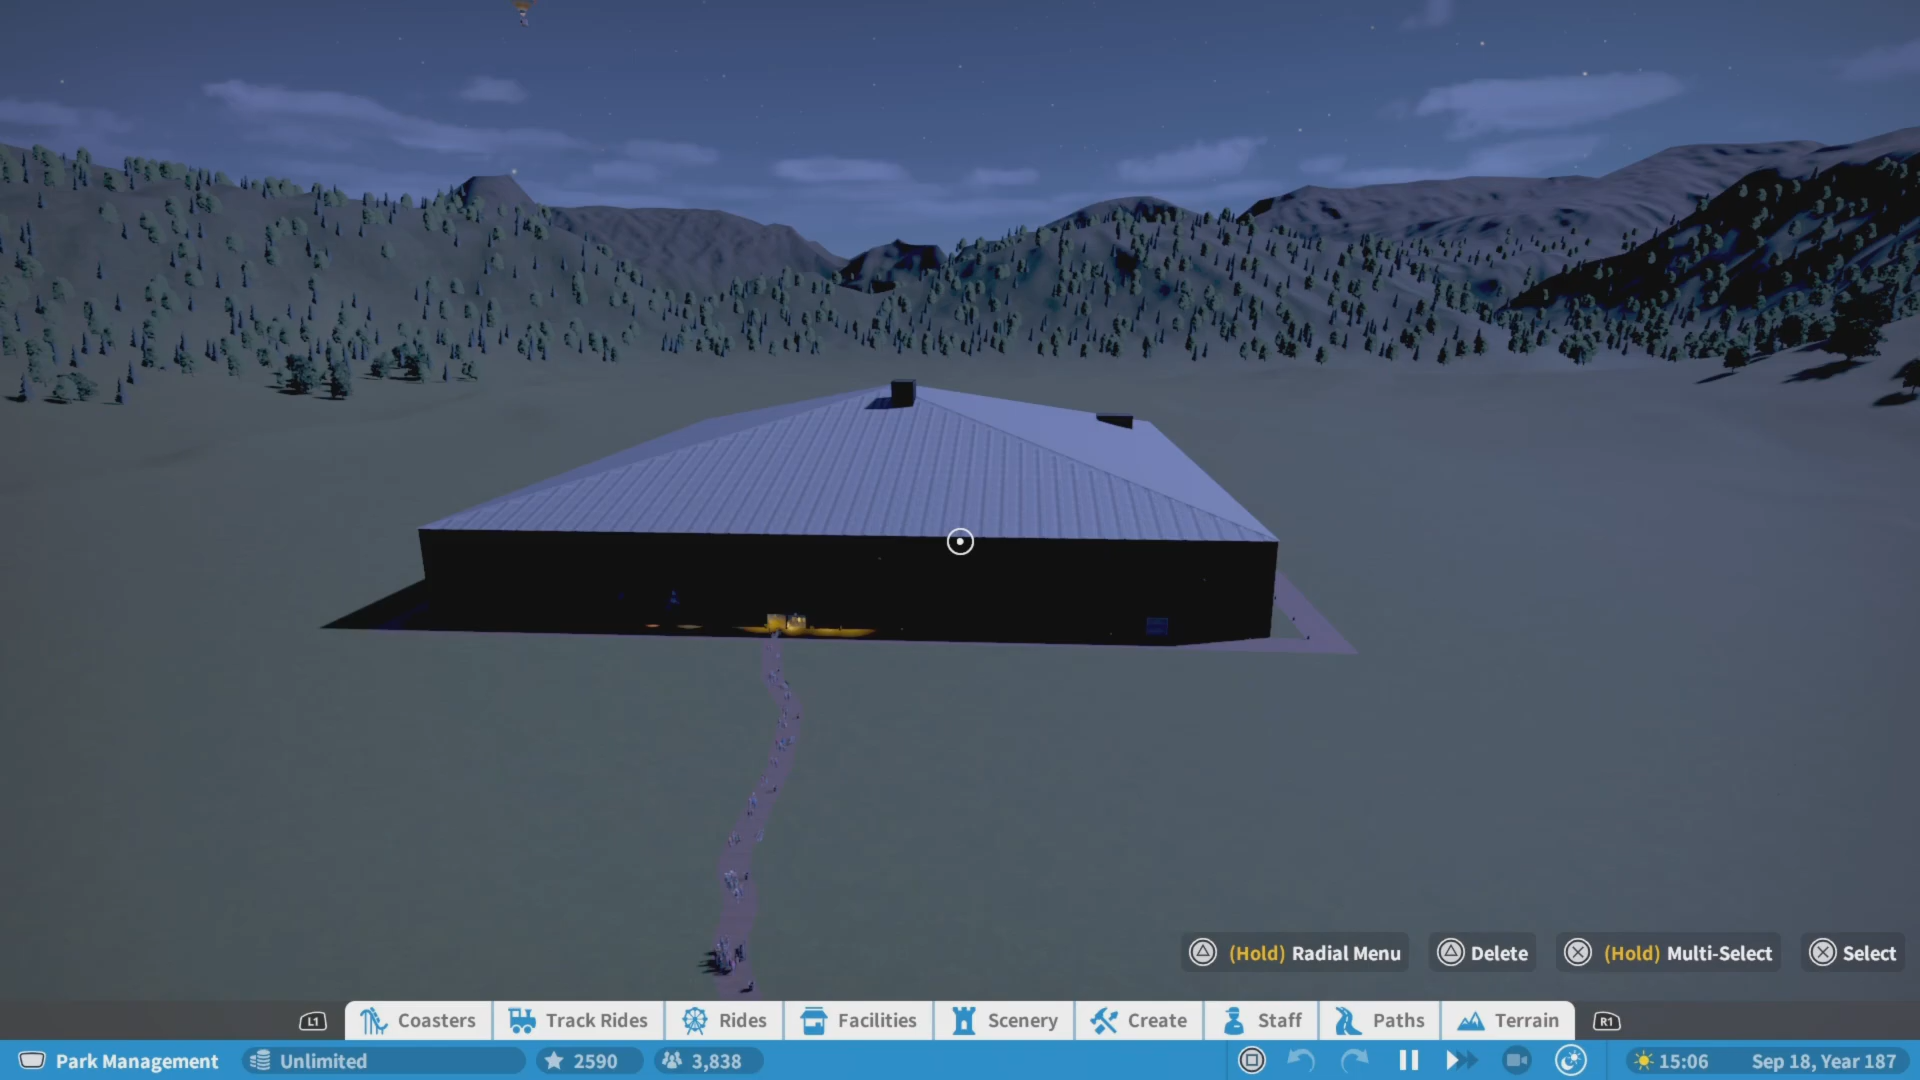 (Hold) Radial Menu
Delete
(Hold) Multi-Select
Select
L1
Coasters
Track Rides
Rides
Facilities
Scenery
Create
Staff
Paths
Terrain
R1
Park Management
Unlimited
2590
3,838
15:06
Sep 18, Year 187